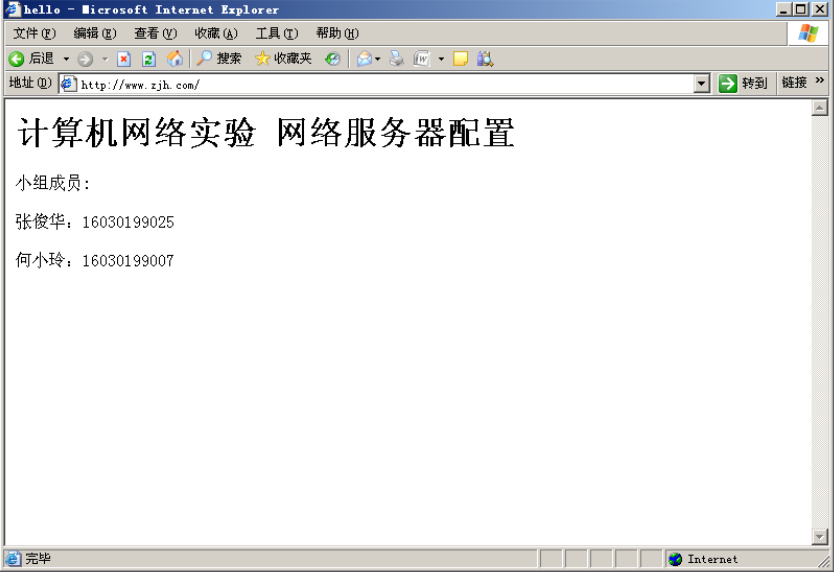 hello - Microsoft Internet Explorer
文件(F) 编辑(E) 查看(V) 收藏(A) 工具(T) 帮助(H)
后退 搜索 收藏夹
地址(D) http://www.zjh.com/ 转到 链接 »
计算机网络实验 网络服务器配置
小组成员:
张俊华: 16030199025
何小玲: 16030199007
完毕 Internet